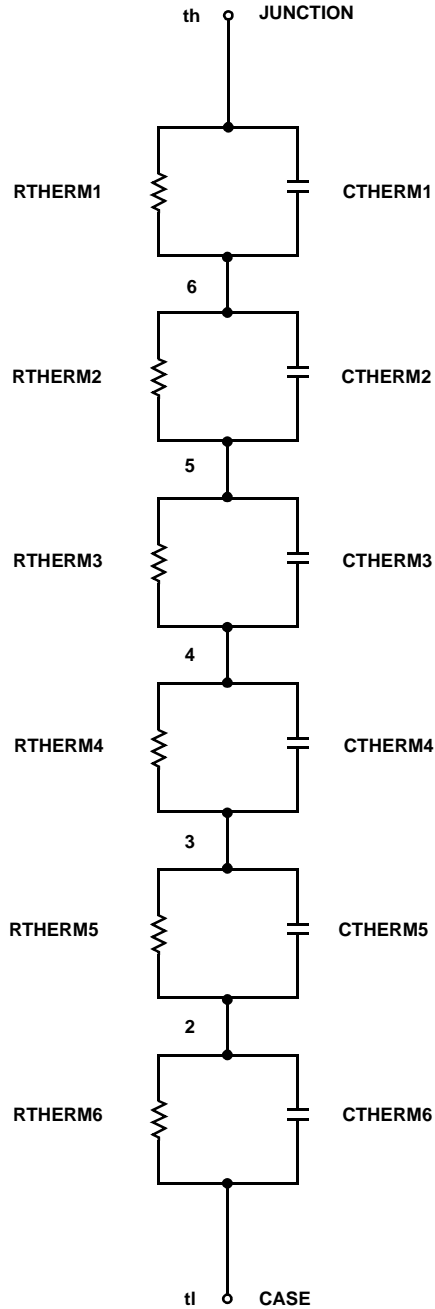 th JUNCTION
RTHERM1 CTHERM1
6
RTHERM2 CTHERM2
5
RTHERM3 CTHERM3
4
RTHERM4 CTHERM4
3
RTHERM5 CTHERM5
2
RTHERM6 CTHERM6
tl CASE